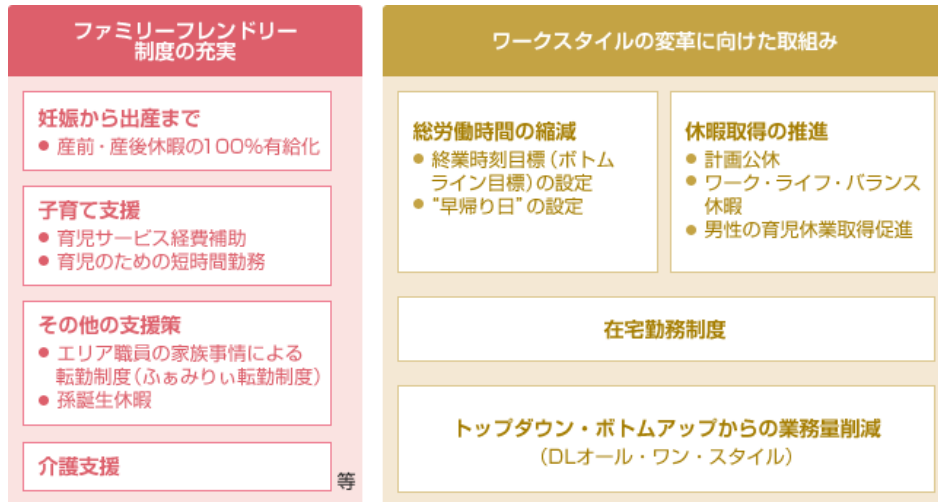 ファミリーフレンドリー
制度の充実
妊娠から出産まで
● 産前・産後休暇の100%有給化
子育て支援
● 育児サービス経費補助
● 育児のための短時間勤務
その他の支援策
● エリア職員の家族事情による
転勤制度(ふぁみりぃ転勤制度)
● 孫誕生休暇
介護支援
等
ワークスタイルの変革に向けた取組み
総労働時間の縮減
● 終業時刻目標(ボトム
ライン目標)の設定
● “早帰り日”の設定
休暇取得の推進
● 計画公休
● ワーク・ライフ・バランス
休暇
● 男性の育児休業取得促進
在宅勤務制度
トップダウン・ボトムアップからの業務量削減
(DLオール・ワン・スタイル)